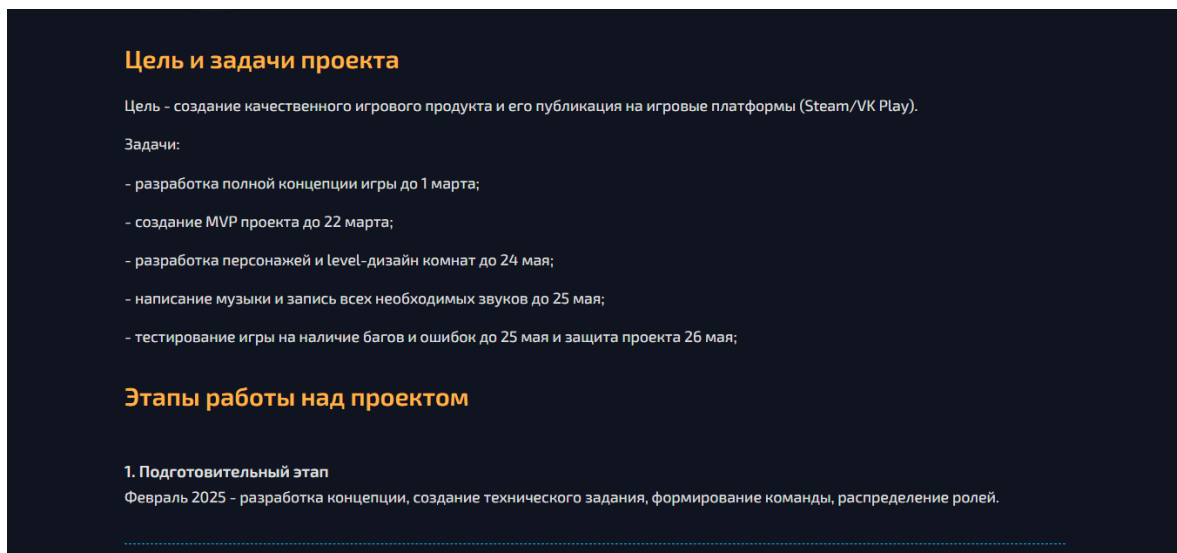 Цель и задачи проекта
Цель - создание качественного игрового продукта и его публикация на игровые платформы (Steam/VK Play).
Задачи:
- разработка полной концепции игры до 1 марта;
- создание MVP проекта до 22 марта;
- разработка персонажей и level-дизайн комнат до 24 мая;
- написание музыки и запись всех необходимых звуков до 25 мая;
- тестирование игры на наличие багов и ошибок до 25 мая и защита проекта 26 мая;
Этапы работы над проектом
1. Подготовительный этап
Февраль 2025 - разработка концепции, создание технического задания, формирование команды, распределение ролей.